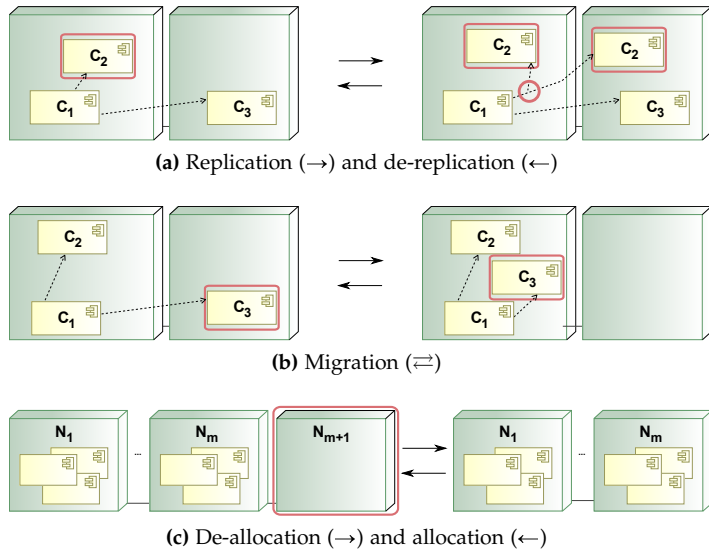 C₂ C₂ C₂
C₁ C₃ C₁ C₃
(a) Replication (→) and de-replication (←)
C₂ C₂
C₃
C₁ C₃ C₁
(b) Migration (⇄)
N₁ Nₘ Nₘ₊₁ N₁ Nₘ
... ...
(c) De-allocation (→) and allocation (←)